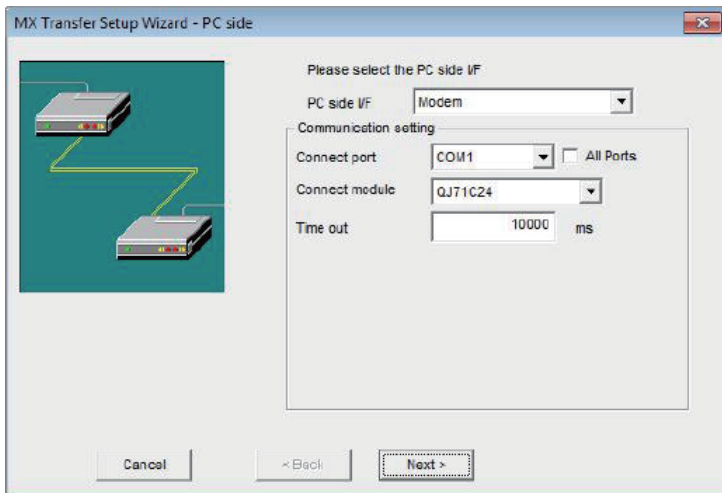 MX Transfer Setup Wizard - PC side
Please select the PC side I/F
PC side I/F Modem
Communication setting
Connect port COM1 All Ports
Connect module QJ71C24
Time out 10000 ms
Cancel < Back Next >